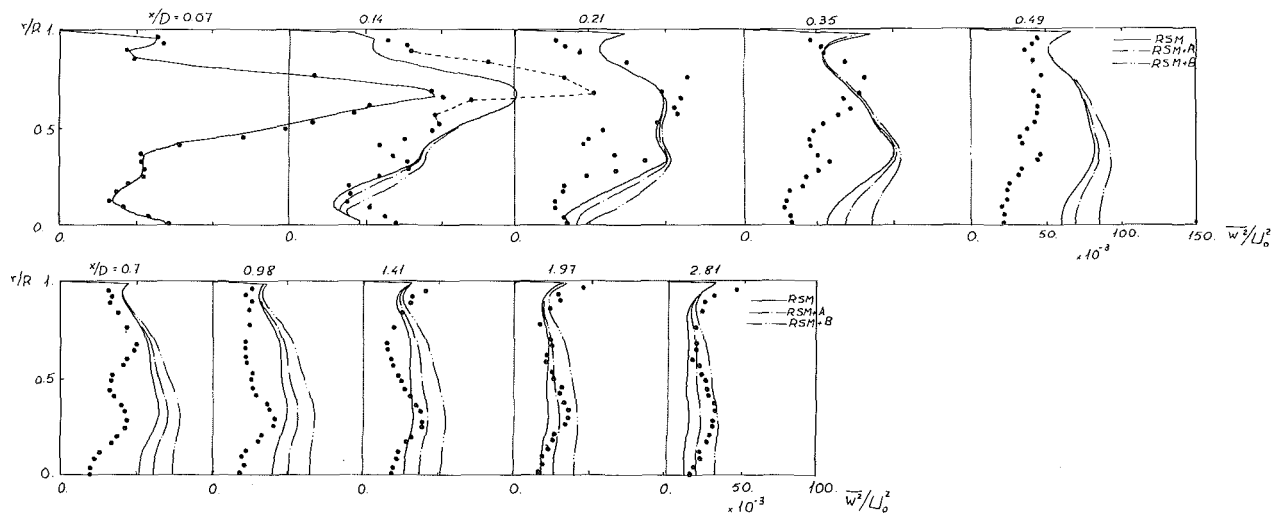 x/D = 0.07 0.14 0.21 0.35 0.49
r/R 1.
0.5
0.
RSM
RSM+A
RSM+B
0. 0. 0. 0. 0. 50. 100. 150. w²/U₀²
× 10⁻³
x/D = 0.7 0.98 1.41 1.97 2.81
r/R 1.
0.5
0.
RSM
RSM+A
RSM+B
0. 0. 0. 0. 0. 50. 100. w²/U₀²
× 10⁻³